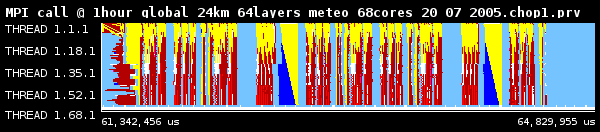 MPI call @ 1hour global 24km 64layers meteo 68cores 20 07 2005.chop1.prv
THREAD 1.1.1
THREAD 1.18.1
THREAD 1.35.1
THREAD 1.52.1
THREAD 1.68.1
61,342,456 us 64,829,955 us